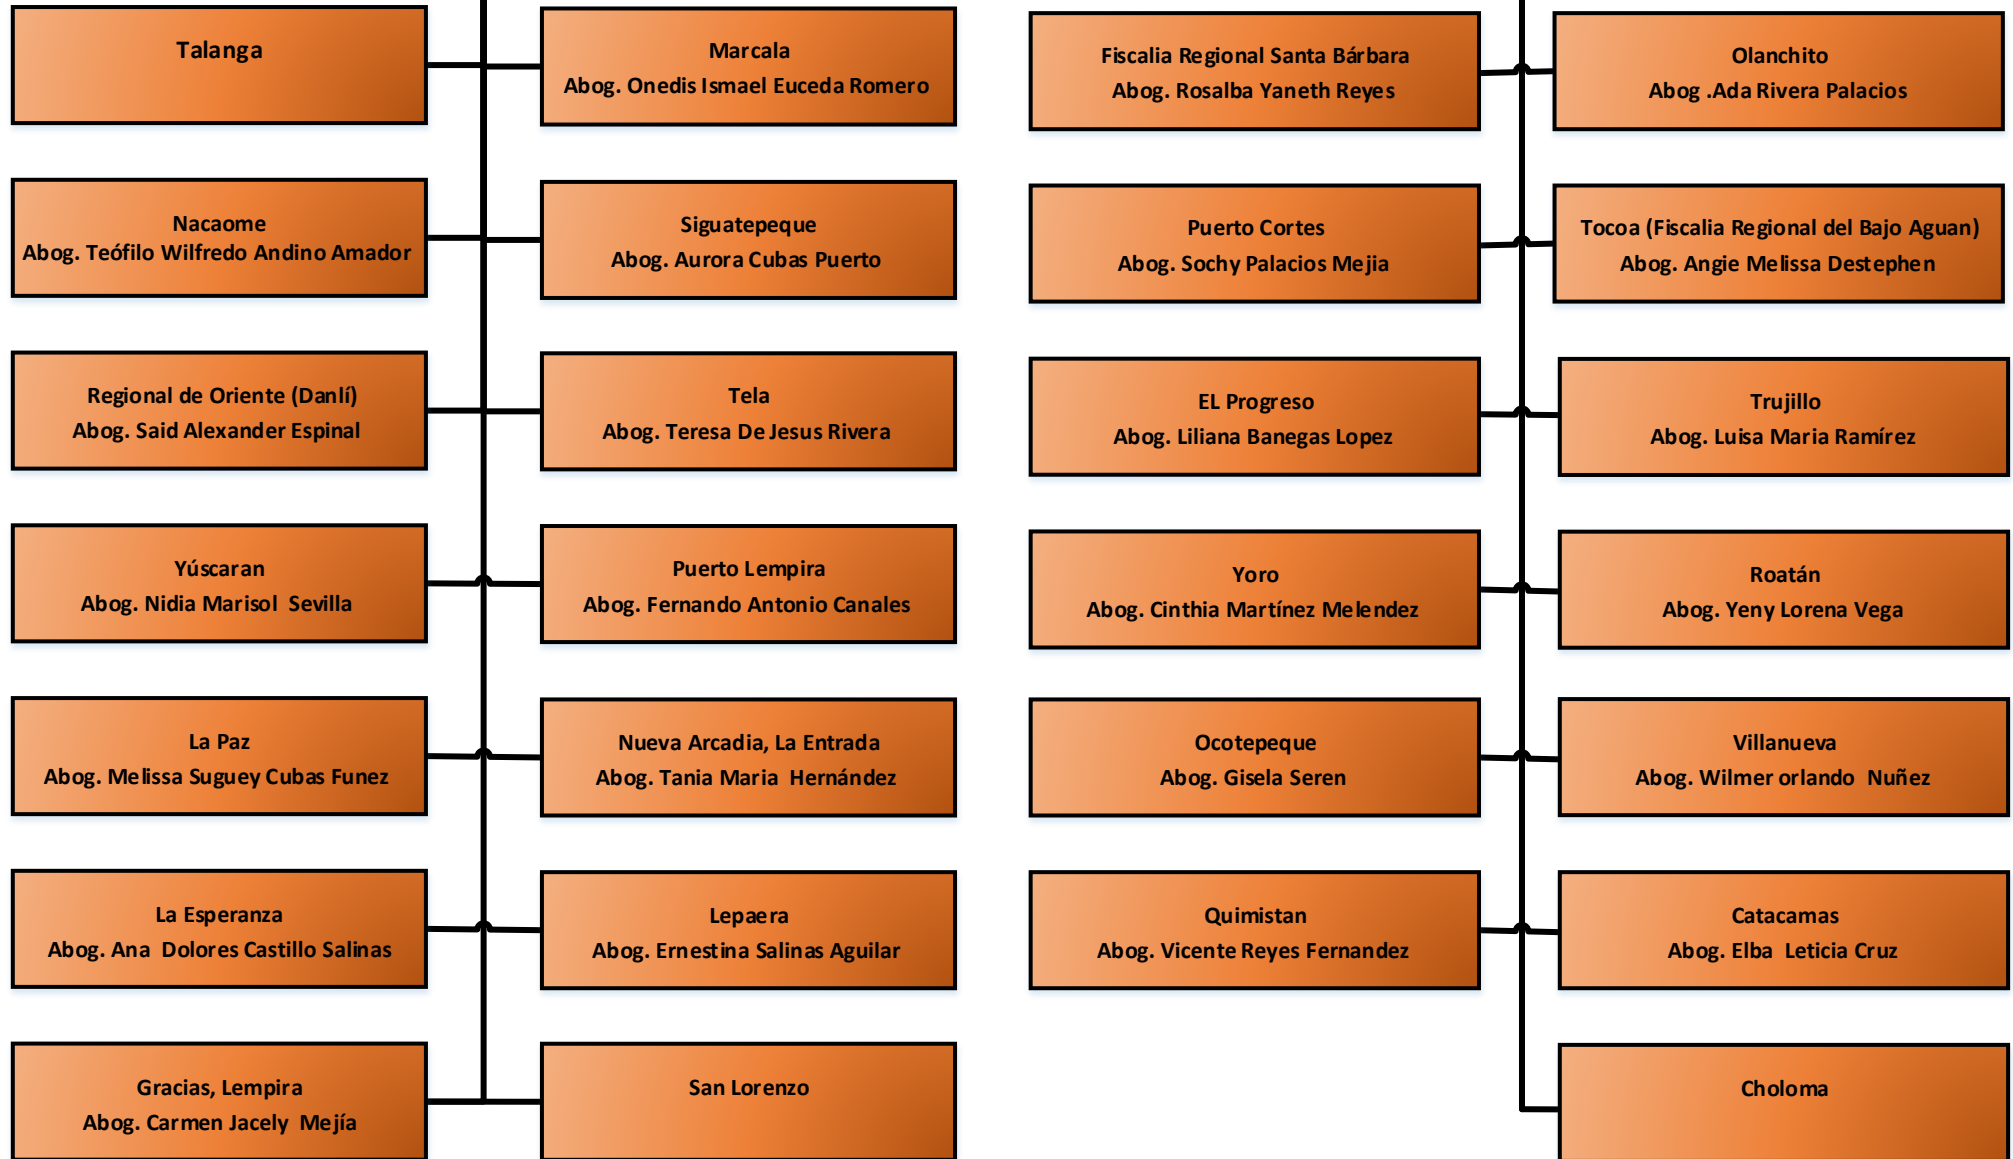 Talanga
Marcala
Abog. Onedis Ismael Euceda Romero
Fiscalia Regional Santa Bárbara
Abog. Rosalba Yaneth Reyes
Olanchito
Abog .Ada Rivera Palacios
Nacaome
Abog. Teófilo Wilfredo Andino Amador
Siguatepeque
Abog. Aurora Cubas Puerto
Puerto Cortes
Abog. Sochy Palacios Mejia
Tocoa (Fiscalia Regional del Bajo Aguan)
Abog. Angie Melissa Destephen
Regional de Oriente (Danlí)
Abog. Said Alexander Espinal
Tela
Abog. Teresa De Jesus Rivera
EL Progreso
Abog. Liliana Banegas Lopez
Trujillo
Abog. Luisa Maria Ramírez
Yúscaran
Abog. Nidia Marisol Sevilla
Puerto Lempira
Abog. Fernando Antonio Canales
Yoro
Abog. Cinthia Martínez Melendez
Roatán
Abog. Yeny Lorena Vega
La Paz
Abog. Melissa Suguey Cubas Funez
Nueva Arcadia, La Entrada
Abog. Tania Maria Hernández
Ocotepeque
Abog. Gisela Seren
Villanueva
Abog. Wilmer orlando Nuñez
La Esperanza
Abog. Ana Dolores Castillo Salinas
Lepaera
Abog. Ernestina Salinas Aguilar
Quimistan
Abog. Vicente Reyes Fernandez
Catacamas
Abog. Elba Leticia Cruz
Gracias, Lempira
Abog. Carmen Jacely Mejía
San Lorenzo
Choloma